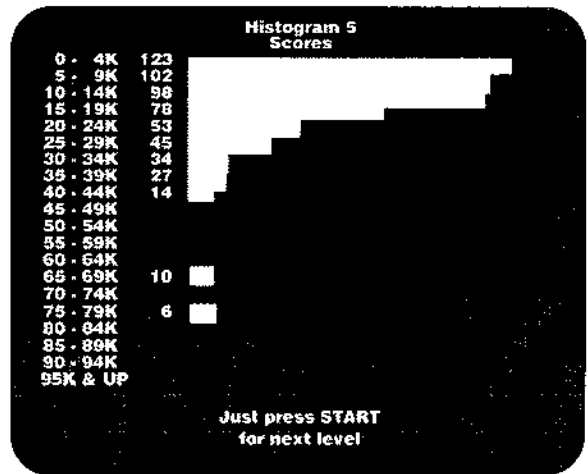 Histogram 5
Scores
0 - 4K 123
5 - 9K 102
10 - 14K 98
15 - 19K 78
20 - 24K 53
25 - 29K 45
30 - 34K 34
35 - 39K 27
40 - 44K 14
45 - 49K
50 - 54K
55 - 59K
60 - 64K
65 - 69K 10
70 - 74K
75 - 79K 6
80 - 84K
85 - 89K
90 - 94K
95K & UP
Just press START
for next level